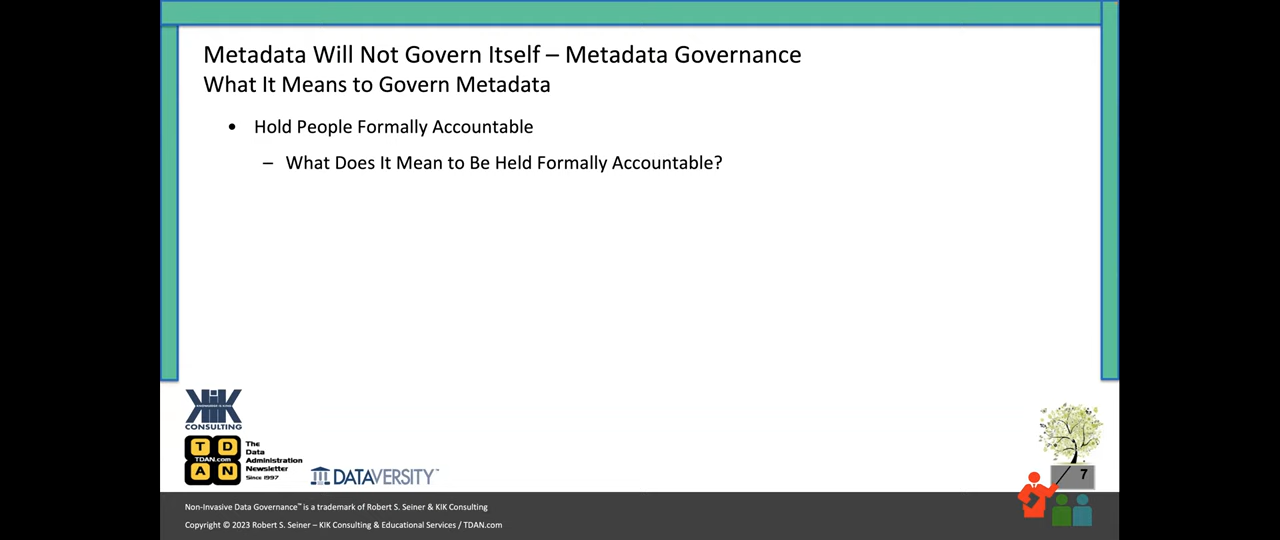 Metadata Will Not Govern Itself – Metadata Governance
What It Means to Govern Metadata
• Hold People Formally Accountable
– What Does It Mean to Be Held Formally Accountable?
KIK
CONSULTING
T D
TDAN.com
A N
The
Data
Administration
Newsletter
Since 1997
DATAVERSITY™
7
Non-Invasive Data Governance™ is a trademark of Robert S. Seiner & KIK Consulting
Copyright © 2023 Robert S. Seiner – KIK Consulting & Educational Services / TDAN.com